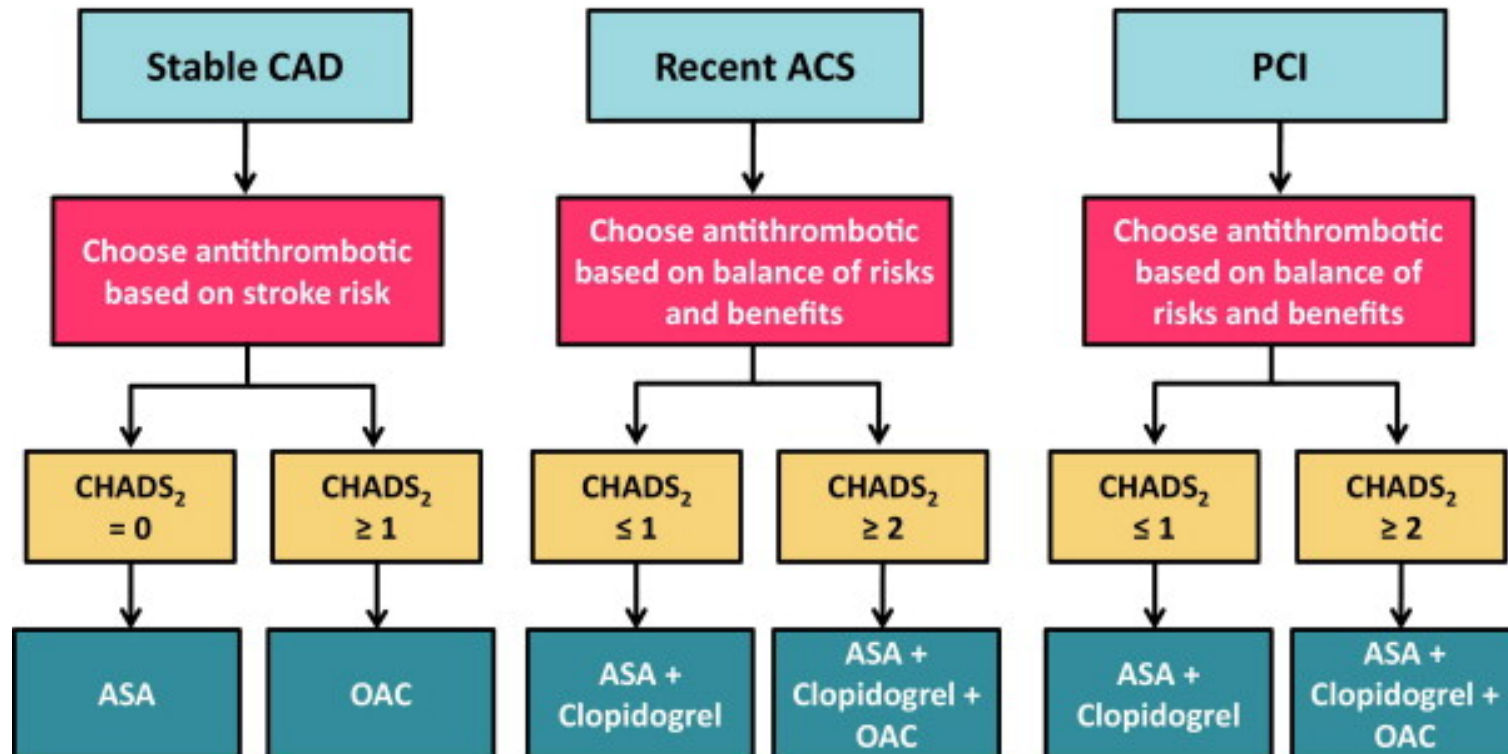 Stable CAD
Choose antithrombotic
based on stroke risk
CHADS₂
= 0
CHADS₂
≥ 1
ASA
OAC
Recent ACS
Choose antithrombotic
based on balance of risks
and benefits
CHADS₂
≤ 1
CHADS₂
≥ 2
ASA +
Clopidogrel
ASA +
Clopidogrel +
OAC
PCI
Choose antithrombotic
based on balance of
risks and benefits
CHADS₂
≤ 1
CHADS₂
≥ 2
ASA +
Clopidogrel
ASA +
Clopidogrel +
OAC